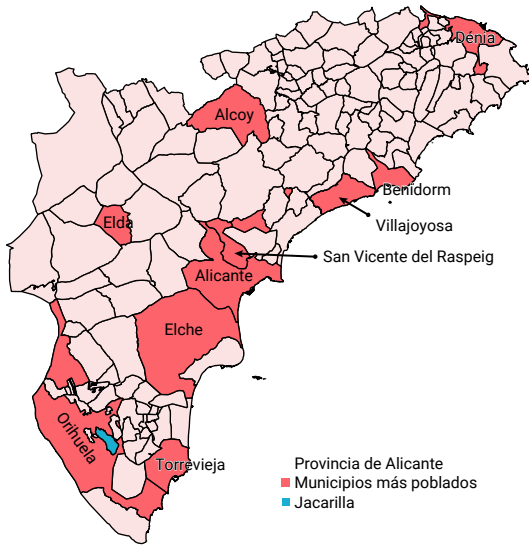 Dénia
Alcoy
Benidorm
Elda
Villajoyosa
San Vicente del Raspeig
Alicante
Elche
Orihuela
Torrevieja
Provincia de Alicante
Municipios más poblados
Jacarilla